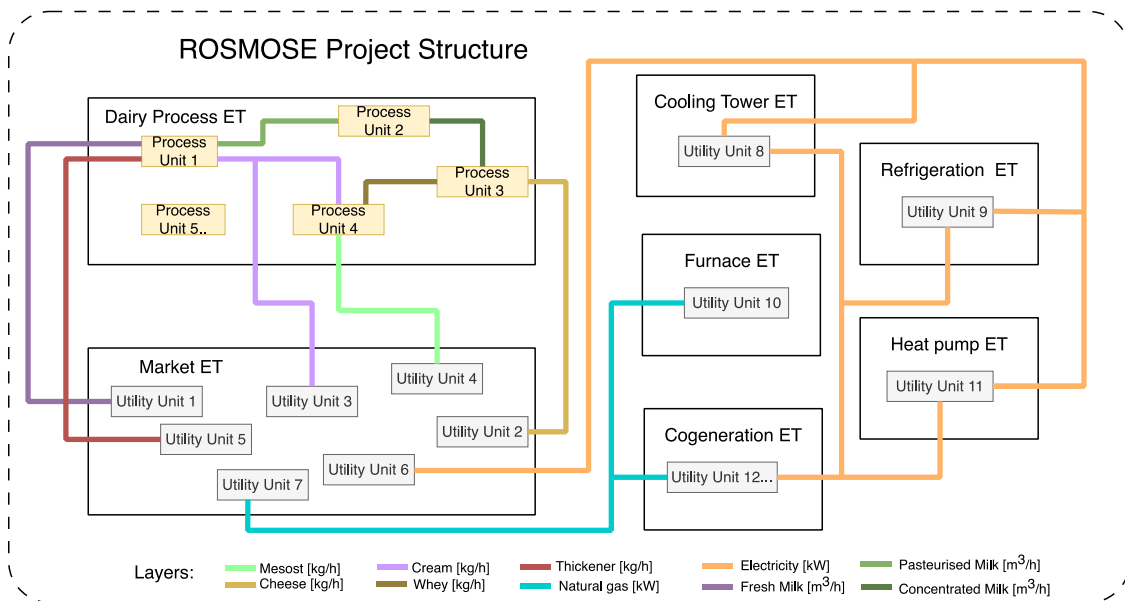 ROSMOSE Project Structure
Dairy Process ET
Process
Unit 1
Process
Unit 2
Process
Unit 3
Process
Unit 4
Process
Unit 5..
Market ET
Utility Unit 1
Utility Unit 3
Utility Unit 4
Utility Unit 5
Utility Unit 2
Utility Unit 6
Utility Unit 7
Cooling Tower ET
Utility Unit 8
Refrigeration ET
Utility Unit 9
Furnace ET
Utility Unit 10
Heat pump ET
Utility Unit 11
Cogeneration ET
Utility Unit 12...
Layers:
Mesost [kg/h]
Cream [kg/h]
Thickener [kg/h]
Electricity [kW]
Pasteurised Milk [m³/h]
Cheese [kg/h]
Whey [kg/h]
Natural gas [kW]
Fresh Milk [m³/h]
Concentrated Milk [m³/h]